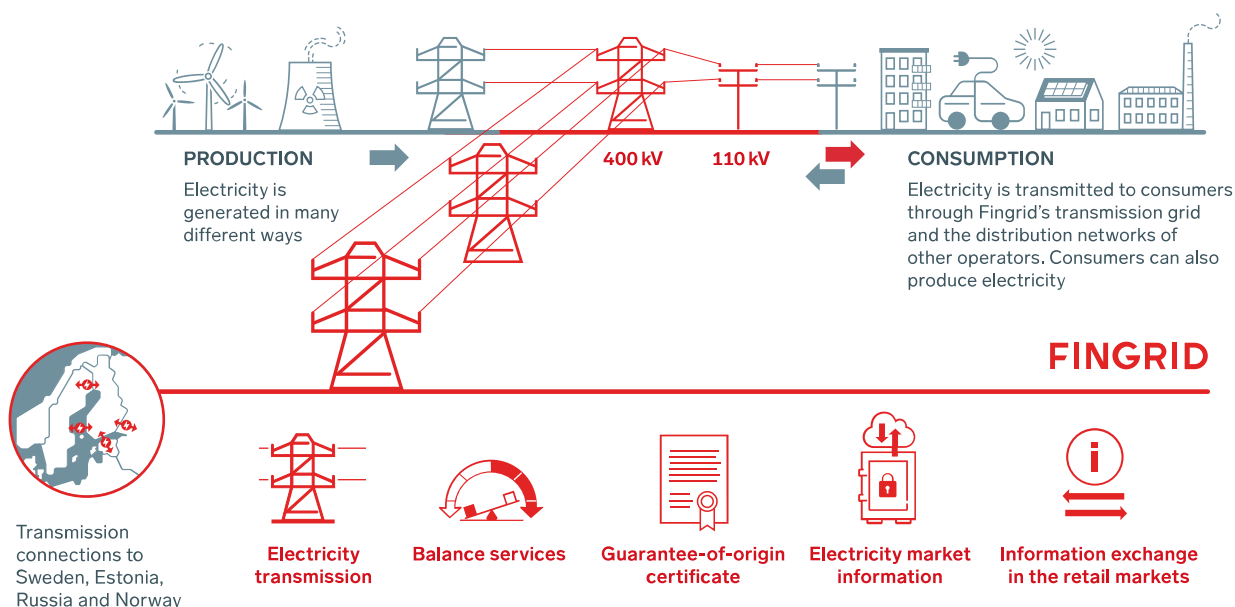 PRODUCTION
Electricity is
generated in many
different ways
400 kV
110 kV
CONSUMPTION
Electricity is transmitted to consumers
through Fingrid's transmission grid
and the distribution networks of
other operators. Consumers can also
produce electricity
FINGRID
Transmission
connections to
Sweden, Estonia,
Russia and Norway
Electricity
transmission
Balance services
Guarantee-of-origin
certificate
Electricity market
information
i
Information exchange
in the retail markets